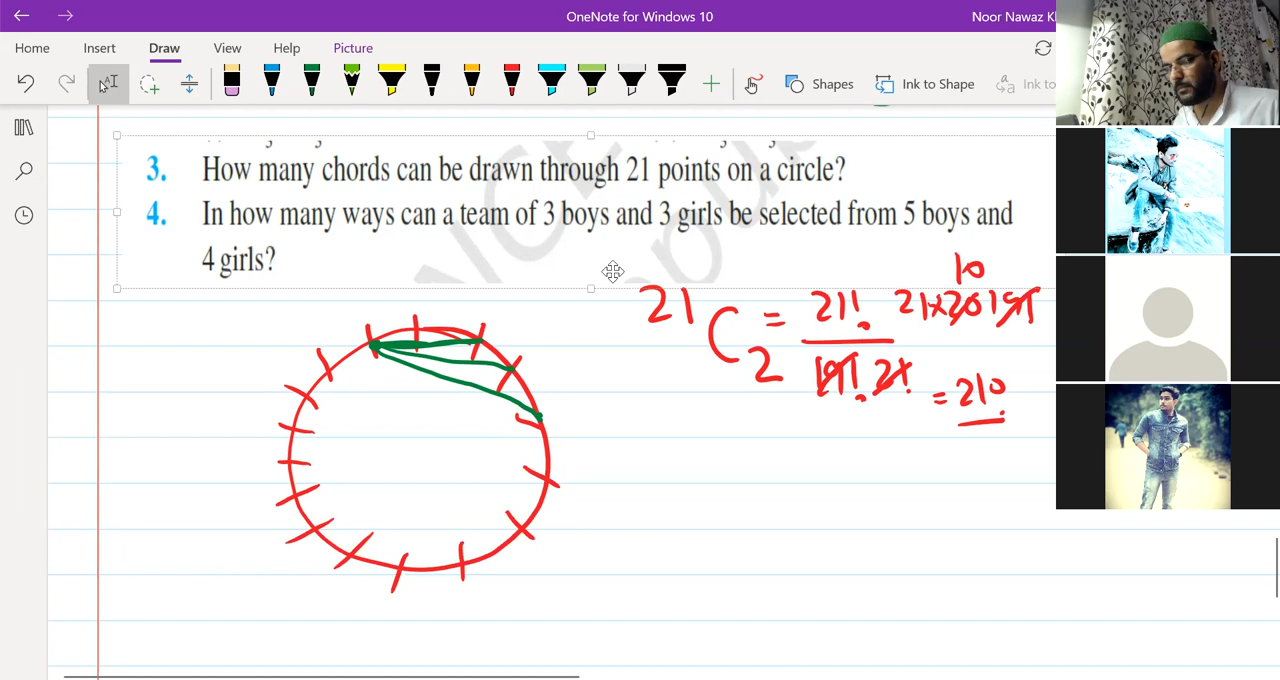 OneNote for Windows 10
Noor Nawaz Kh
Home Insert Draw View Help Picture
Shapes Ink to Shape Ink to
3. How many chords can be drawn through 21 points on a circle?
4. In how many ways can a team of 3 boys and 3 girls be selected from 5 boys and
4 girls?
10
21 C 2 = 21! 21×20 19!
19! 2!
= 210